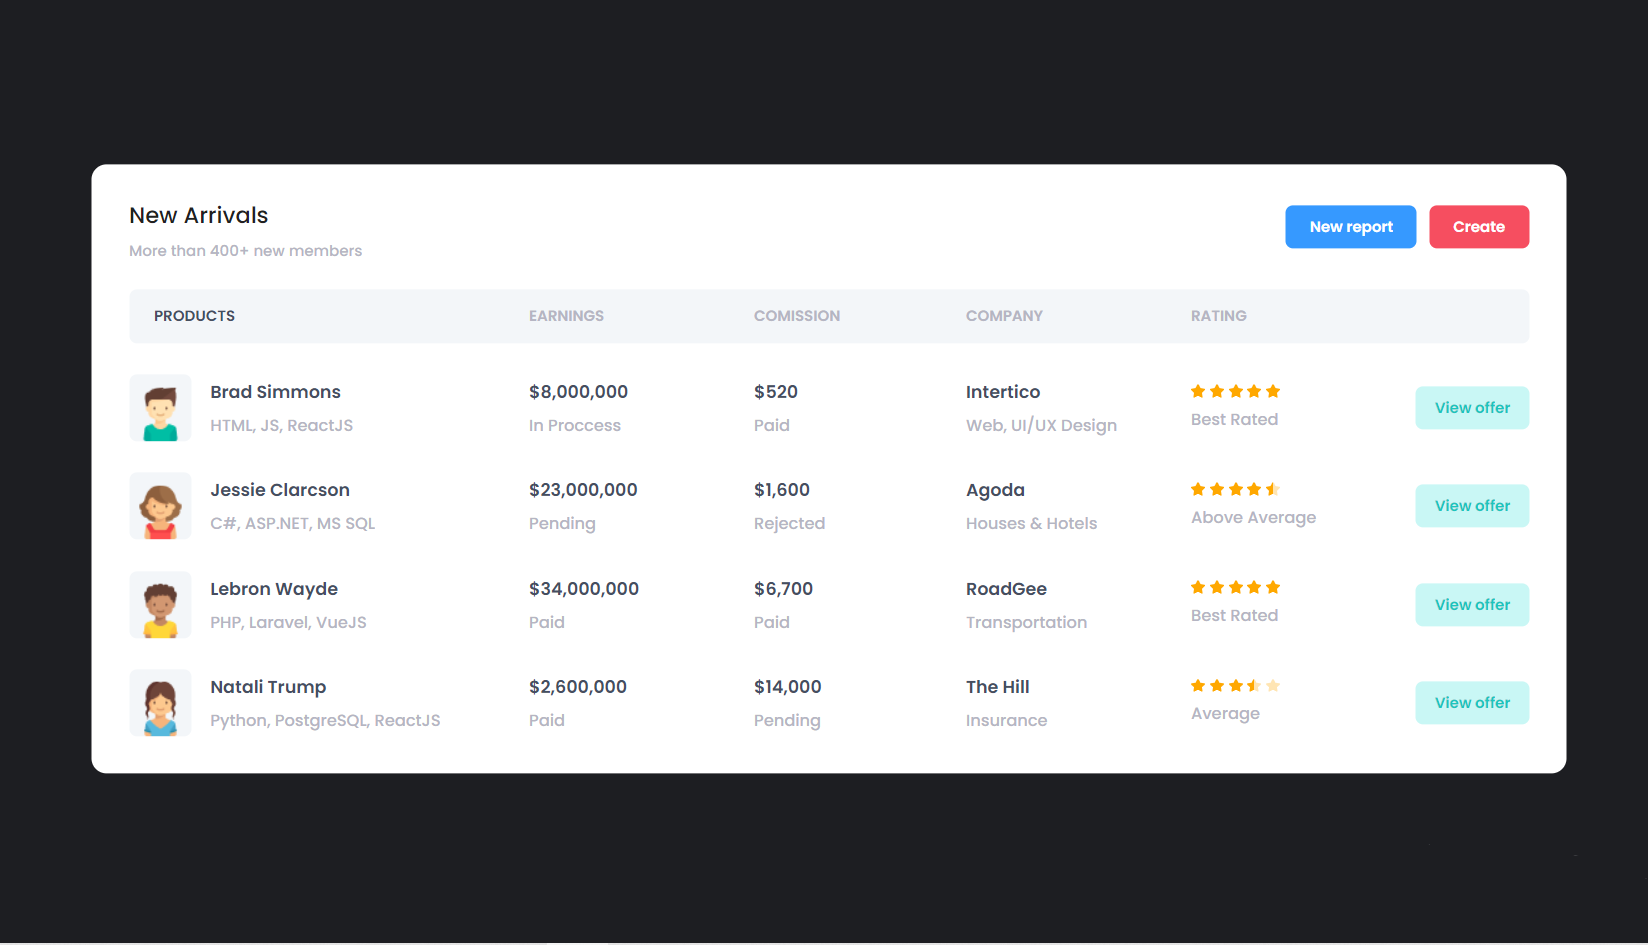 New Arrivals
More than 400+ new members
New report
Create
PRODUCTS EARNINGS COMISSION COMPANY RATING
Brad Simmons $8,000,000 $520 Intertico
HTML, JS, ReactJS In Proccess Paid Web, UI/UX Design Best Rated
View offer
Jessie Clarcson $23,000,000 $1,600 Agoda
C#, ASP.NET, MS SQL Pending Rejected Houses & Hotels Above Average
View offer
Lebron Wayde $34,000,000 $6,700 RoadGee
PHP, Laravel, VueJS Paid Paid Transportation Best Rated
View offer
Natali Trump $2,600,000 $14,000 The Hill
Python, PostgreSQL, ReactJS Paid Pending Insurance Average
View offer